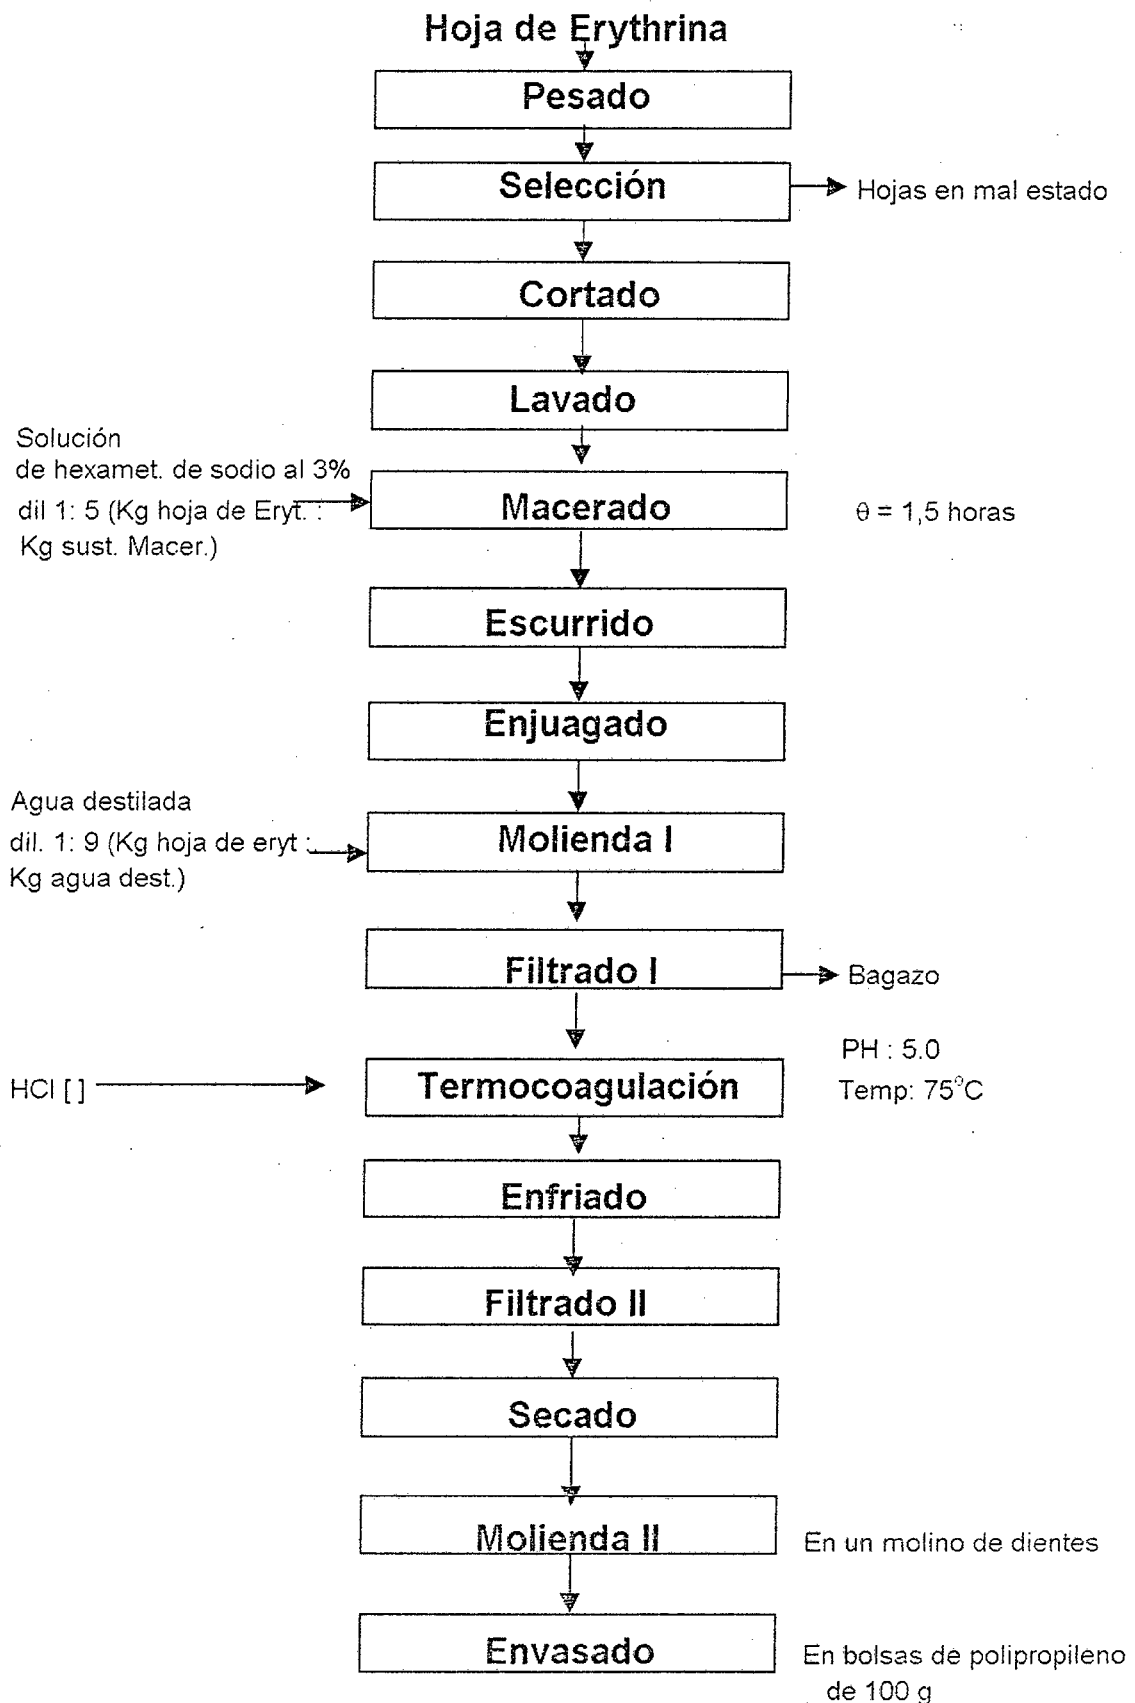 Hoja de Erythrina
Pesado
Selección
Hojas en mal estado
Cortado
Lavado
Solución
de hexamet. de sodio al 3%
dil 1: 5 (Kg hoja de Eryt. :
Kg sust. Macer.)
Macerado
θ = 1,5 horas
Escurrido
Enjuagado
Agua destilada
dil. 1: 9 (Kg hoja de eryt :
Kg agua dest.)
Molienda I
Filtrado I
Bagazo
HCl [ ]
Termocoagulación
PH : 5.0
Temp: 75°C
Enfriado
Filtrado II
Secado
Molienda II
En un molino de dientes
Envasado
En bolsas de polipropileno
de 100 g